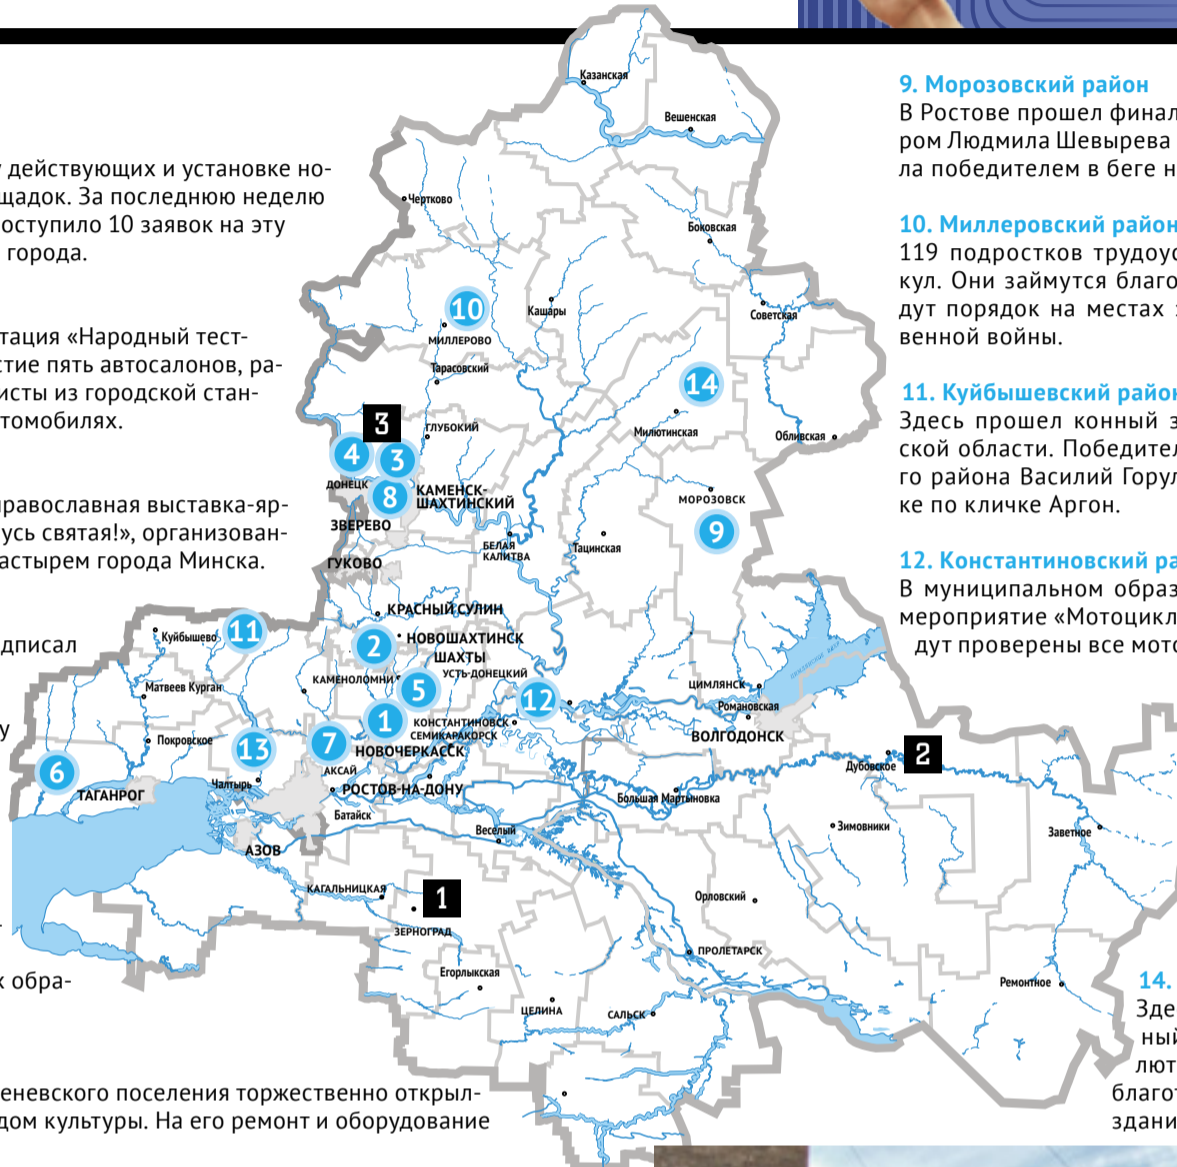 у действующих и установке но-
щадок. За последнюю неделю
оступило 10 заявок на эту
города.
тация «Народный тест-
стие пять автосалонов, ра-
исты из городской стан-
томобилях.
православная выставка-яр-
усь святая!», организован-
астырем города Минска.
дписал
у
х обра-
еневского поселения торжественно открыл-
дом культуры. На его ремонт и оборудование
Казанская
Вешенская
Чертково
Боковская
10
Кашары
Советская
МИЛЛЕРОВО
Тарасовский
14
3
ГЛУБОКИЙ
Милютинская
Обливская
4
3
ДОНЕЦК
8
КАМЕНСК-
ШАХТИНСКИЙ
МОРОЗОВСК
ЗВЕРЕВО
9
БЕЛАЯ
КАЛИТВА
Тацинская
ГУКОВО
КРАСНЫЙ СУЛИН
Куйбышево
11
2
НОВОШАХТИНСК
ШАХТЫ
УСТЬ-ДОНЕЦКИЙ
КАМЕНОЛОМНИ
Матвеев Курган
5
12
ЦИМЛЯНСК
Романовская
1
КОНСТАНТИНОВСК
СЕМИКАРАКОРСК
ВОЛГОДОНСК
Покровское
13
7
НОВОЧЕРКАССК
6
АКСАЙ
Дубовское
2
Чалтырь
ТАГАНРОГ
РОСТОВ-НА-ДОНУ
Большая Мартыновка
Батайск
Веселый
Зимовники
Заветное
АЗОВ
КАГАЛЬНИЦКАЯ
1
Орловский
ЗЕРНОГРАД
ПРОЛЕТАРСК
Егорлыкская
Ремонтное
ЦЕЛИНА
САЛЬСК
9. Морозовский район
В Ростове прошел финал
ром Людмила Шевырева
ла победителем в беге н
10. Миллеровский район
119 подростков трудоус
кул. Они займутся благо
дут порядок на местах
венной войны.
11. Куйбышевский район
Здесь прошел конный з
ской области. Победител
го района Василий Горул
ке по кличке Аргон.
12. Константиновский ра
В муниципальном образ
мероприятие «Мотоцикл
дут проверены все мото
14.
Здес
ный
лют
благот
здани